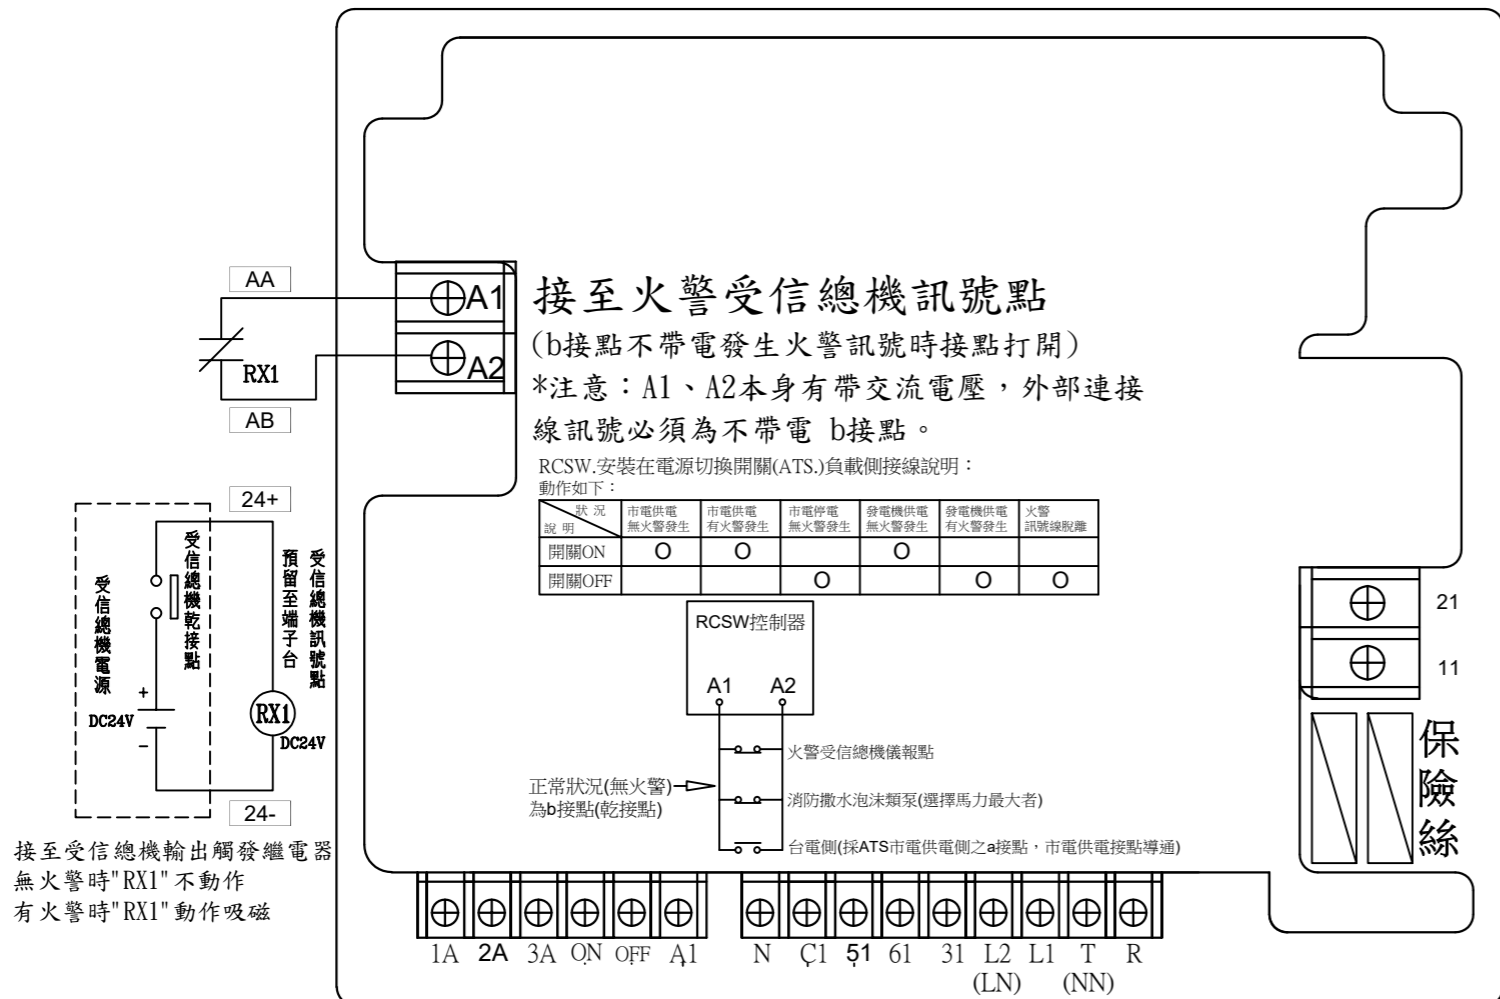 AA
A1
接至火警受信總機訊號點
(b接點不帶電發生火警訊號時接點打開)
RX1
A2
*注意：A1、A2本身有帶交流電壓，外部連接
AB
線訊號必須為不帶電 b接點。
RCSW.安裝在電源切換開關(ATS.)負載側接線說明：
動作如下：
狀 況
說 明
市電供電
無火警發生
市電供電
有火警發生
市電停電
無火警發生
發電機供電
無火警發生
發電機供電
有火警發生
火警
訊號線脫離
開關ON O O O
開關OFF O O O
24+
受信總機電源
受信總機乾接點
預留至端子台
受信總機訊號點
+
DC24V
−
RX1
DC24V
24-
接至受信總機輸出觸發繼電器
無火警時"RX1"不動作
有火警時"RX1"動作吸磁
RCSW控制器
A1 A2
火警受信總機儀報點
正常狀況(無火警)
為b接點(乾接點)
消防撒水泡沫類泵(選擇馬力最大者)
台電側(採ATS市電供電側之a接點，市電供電接點導通)
21
11
保險絲
1A 2A 3A ON OFF A1 N C1 51 61 31 L2 L1 T R
(LN) (NN)